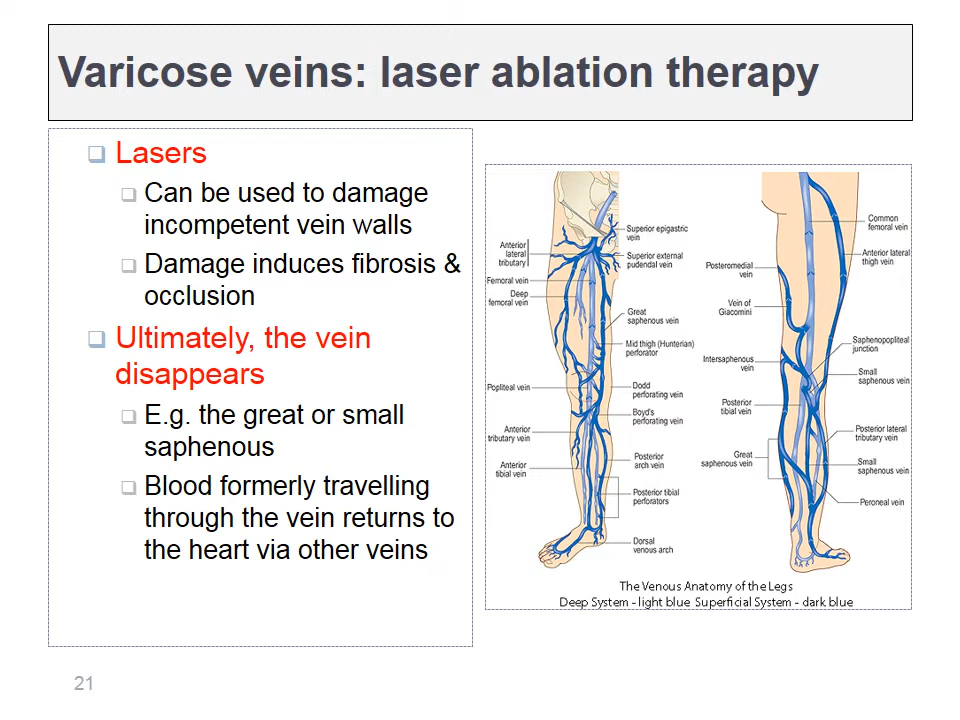 Varicose veins: laser ablation therapy
Lasers
Can be used to damage
incompetent vein walls
Damage induces fibrosis &
occlusion
Ultimately, the vein
disappears
E.g. the great or small
saphenous
Blood formerly travelling
through the vein returns to
the heart via other veins
Anterior
lateral
tributary
Femoral vein
Deep
femoral vein
Popliteal vein
Anterior
tributary vein
Anterior
tibial vein
Superior epigastric
vein
Superior external
pudendal vein
Great
saphenous vein
Mid thigh (Hunterian)
perforator
Dodd
perforating vein
Boyd's
perforating vein
Posterior
arch vein
Posterior tibial
perforators
Dorsal
venous arch
Posteromedial
vein
Vein of
Giacomini
Intersaphenous
vein
Posterior
tibial vein
Great
saphenous vein
Common
femoral vein
Anterior lateral
thigh vein
Saphenopopliteal
junction
Small
saphenous vein
Posterior lateral
tributary vein
Small
saphenous vein
Peroneal vein
The Venous Anatomy of the Legs
Deep System - light blue Superficial System - dark blue
21